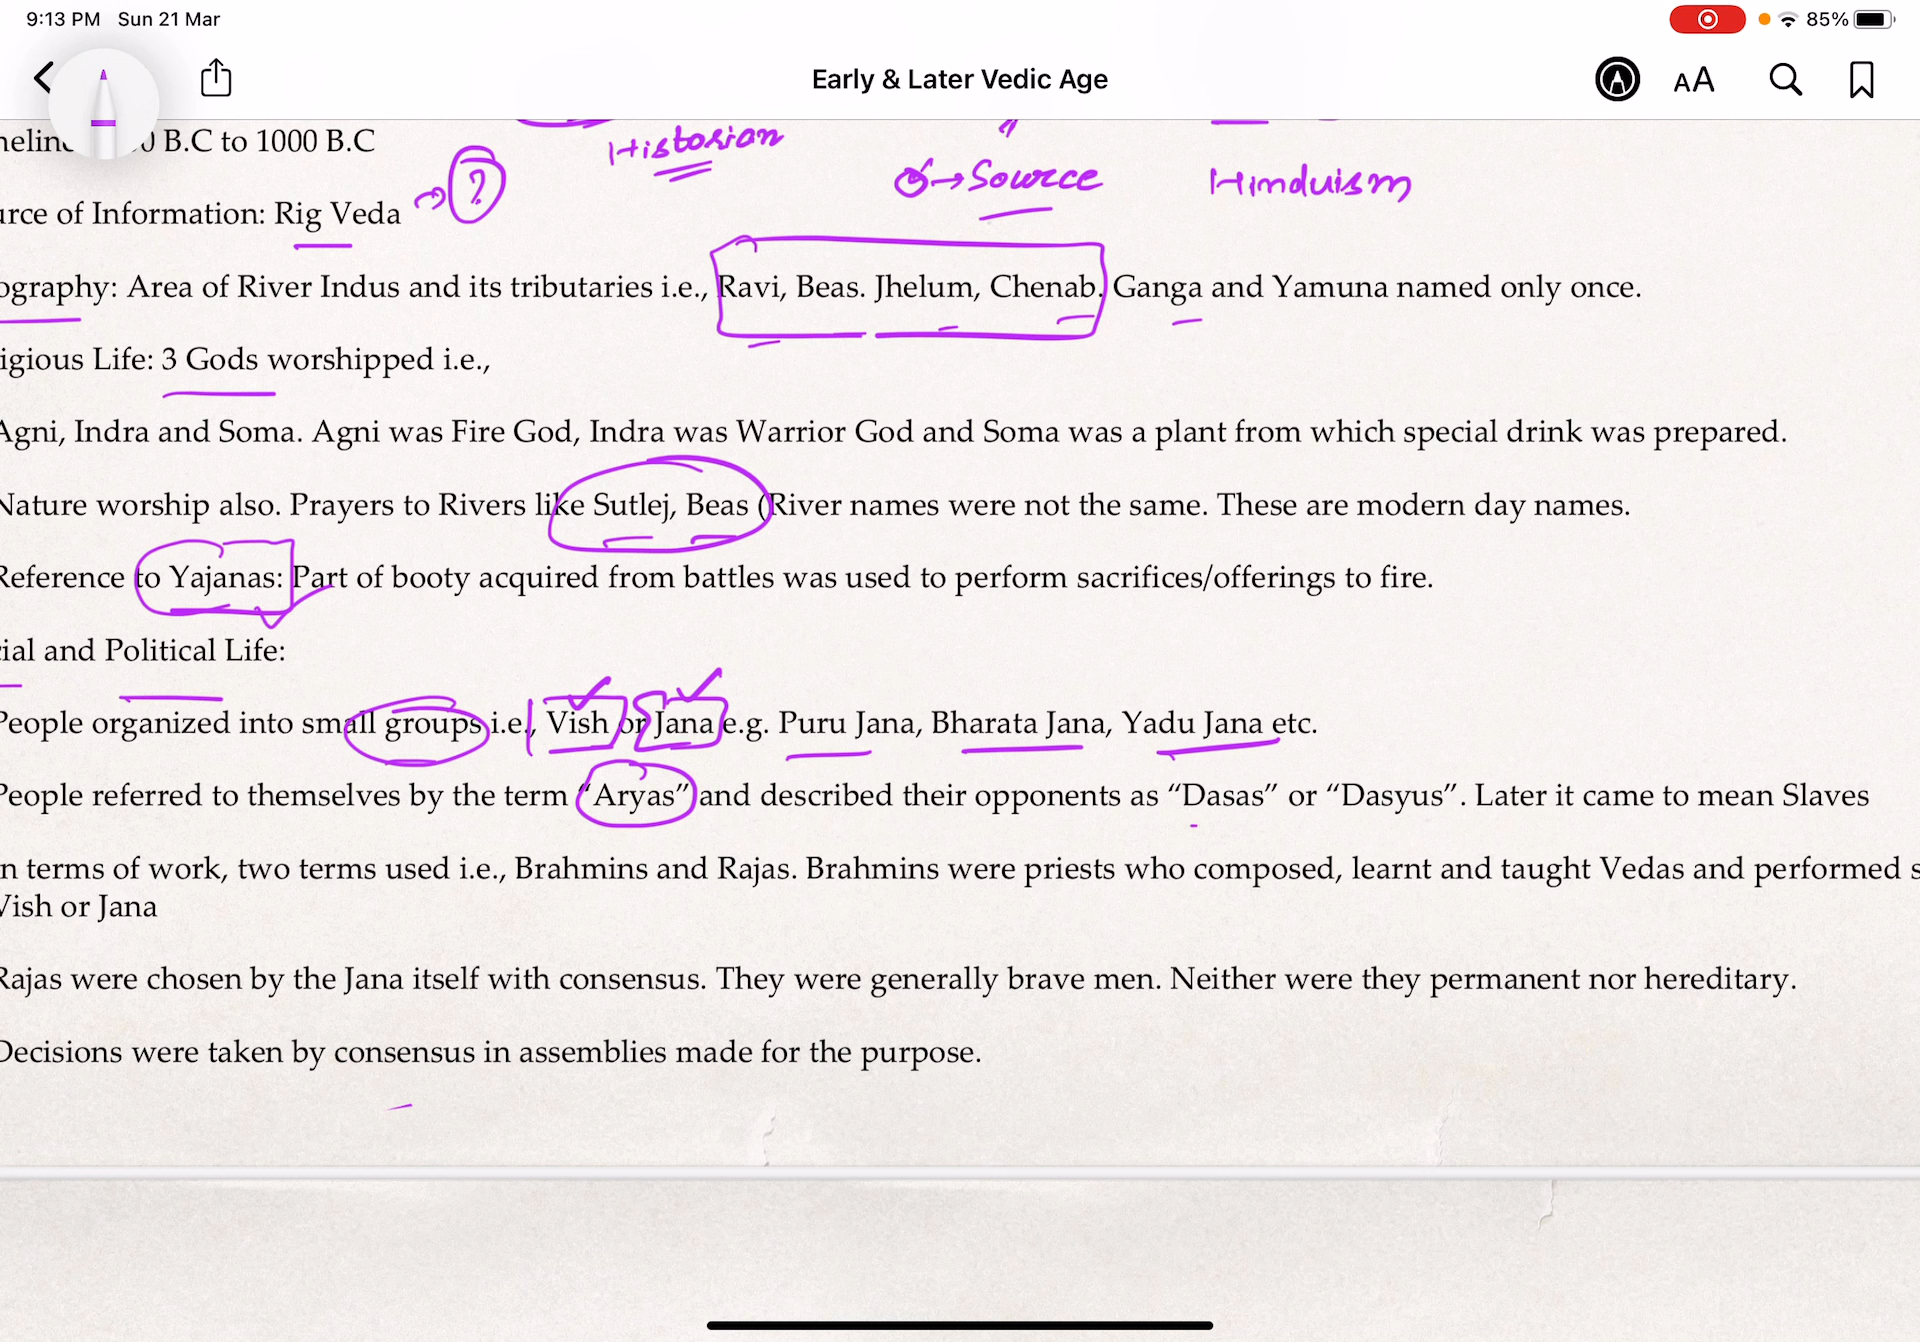 9:13 PM Sun 21 Mar
85%
Early & Later Vedic Age
B.C to 1000 B.C
Historian
Source
Hinduism
?
urce of Information: Rig Veda
ography: Area of River Indus and its tributaries i.e., Ravi, Beas. Jhelum, Chenab. Ganga and Yamuna named only once.
igious Life: 3 Gods worshipped i.e.,
Agni, Indra and Soma. Agni was Fire God, Indra was Warrior God and Soma was a plant from which special drink was prepared.
Nature worship also. Prayers to Rivers like Sutlej, Beas (River names were not the same. These are modern day names.
Reference to Yajanas: Part of booty acquired from battles was used to perform sacrifices/offerings to fire.
cial and Political Life:
People organized into small groups i.e., Vish or Jana e.g. Puru Jana, Bharata Jana, Yadu Jana etc.
People referred to themselves by the term “Aryas” and described their opponents as “Dasas” or “Dasyus”. Later it came to mean Slaves
n terms of work, two terms used i.e., Brahmins and Rajas. Brahmins were priests who composed, learnt and taught Vedas and performed s
Vish or Jana
Rajas were chosen by the Jana itself with consensus. They were generally brave men. Neither were they permanent nor hereditary.
Decisions were taken by consensus in assemblies made for the purpose.